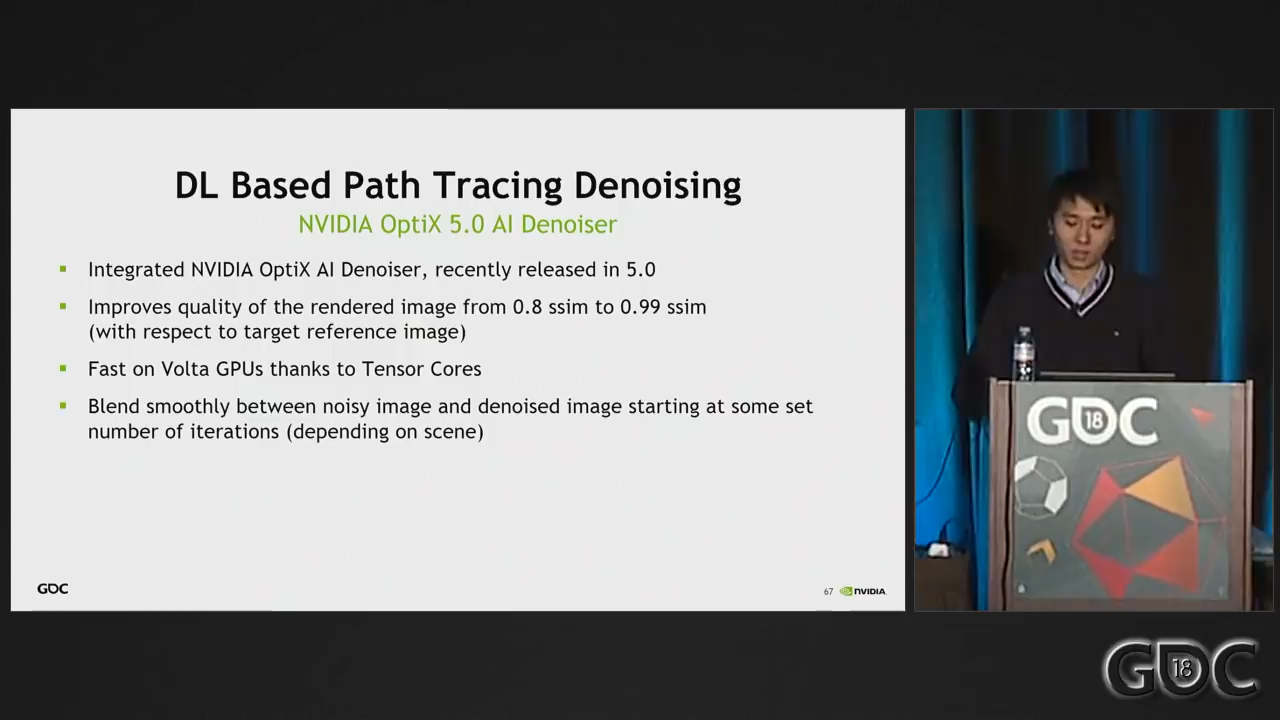 DL Based Path Tracing Denoising
NVIDIA OptiX 5.0 AI Denoiser
Integrated NVIDIA OptiX AI Denoiser, recently released in 5.0
Improves quality of the rendered image from 0.8 ssim to 0.99 ssim
(with respect to target reference image)
Fast on Volta GPUs thanks to Tensor Cores
Blend smoothly between noisy image and denoised image starting at some set
number of iterations (depending on scene)
GDC
67 NVIDIA
GDC 18
GDC 18